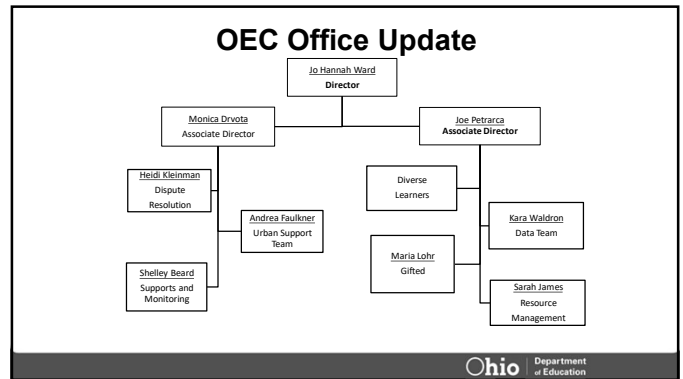 OEC Office Update
Jo Hannah Ward
Director
Monica Drvota
Associate Director
Joe Petrarca
Associate Director
Heidi Kleinman
Dispute
Resolution
Andrea Faulkner
Urban Support
Team
Shelley Beard
Supports and
Monitoring
Diverse
Learners
Kara Waldron
Data Team
Maria Lohr
Gifted
Sarah James
Resource
Management
Ohio
Department
of Education